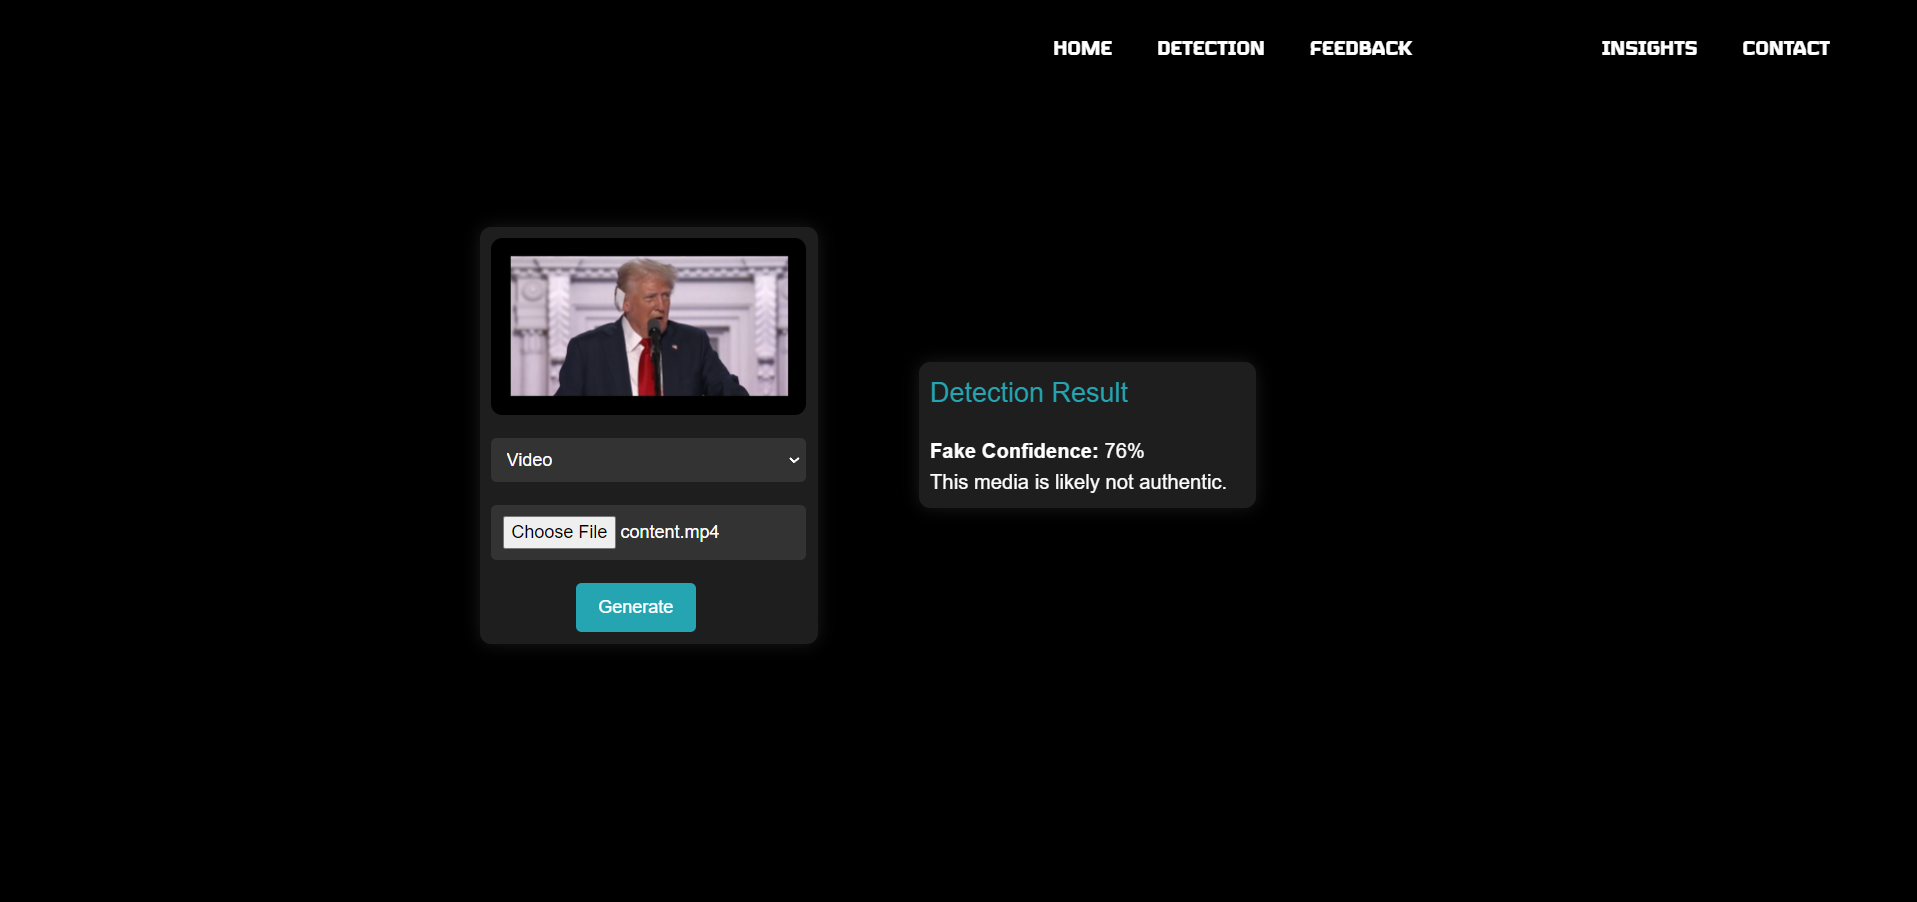 HOME DETECTION FEEDBACK INSIGHTS CONTACT
Video
Choose File content.mp4
Generate
Detection Result
Fake Confidence: 76%
This media is likely not authentic.